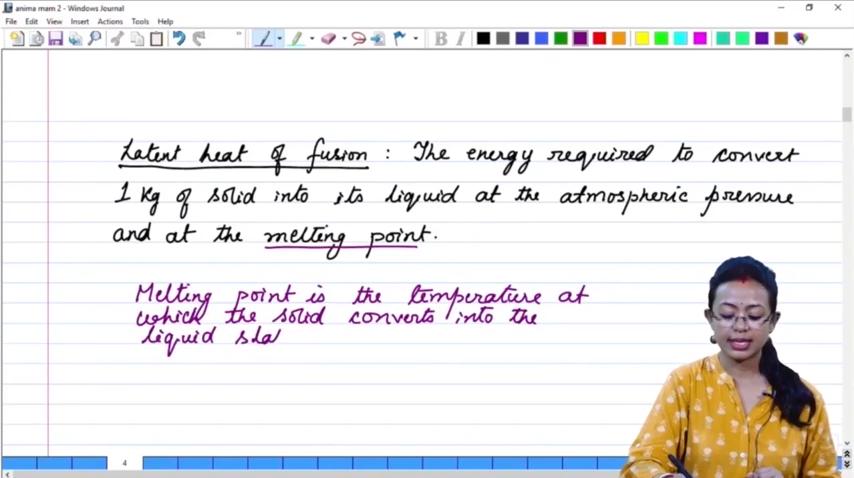 anima mam 2 - Windows Journal
File Edit View Insert Actions Tools Help
B I
Latent heat of fusion : The energy required to convert
1 Kg of solid into its liquid at the atmospheric pressure
and at the melting point.
Melting point is the temperature at
which the solid converts into the
liquid sta
4